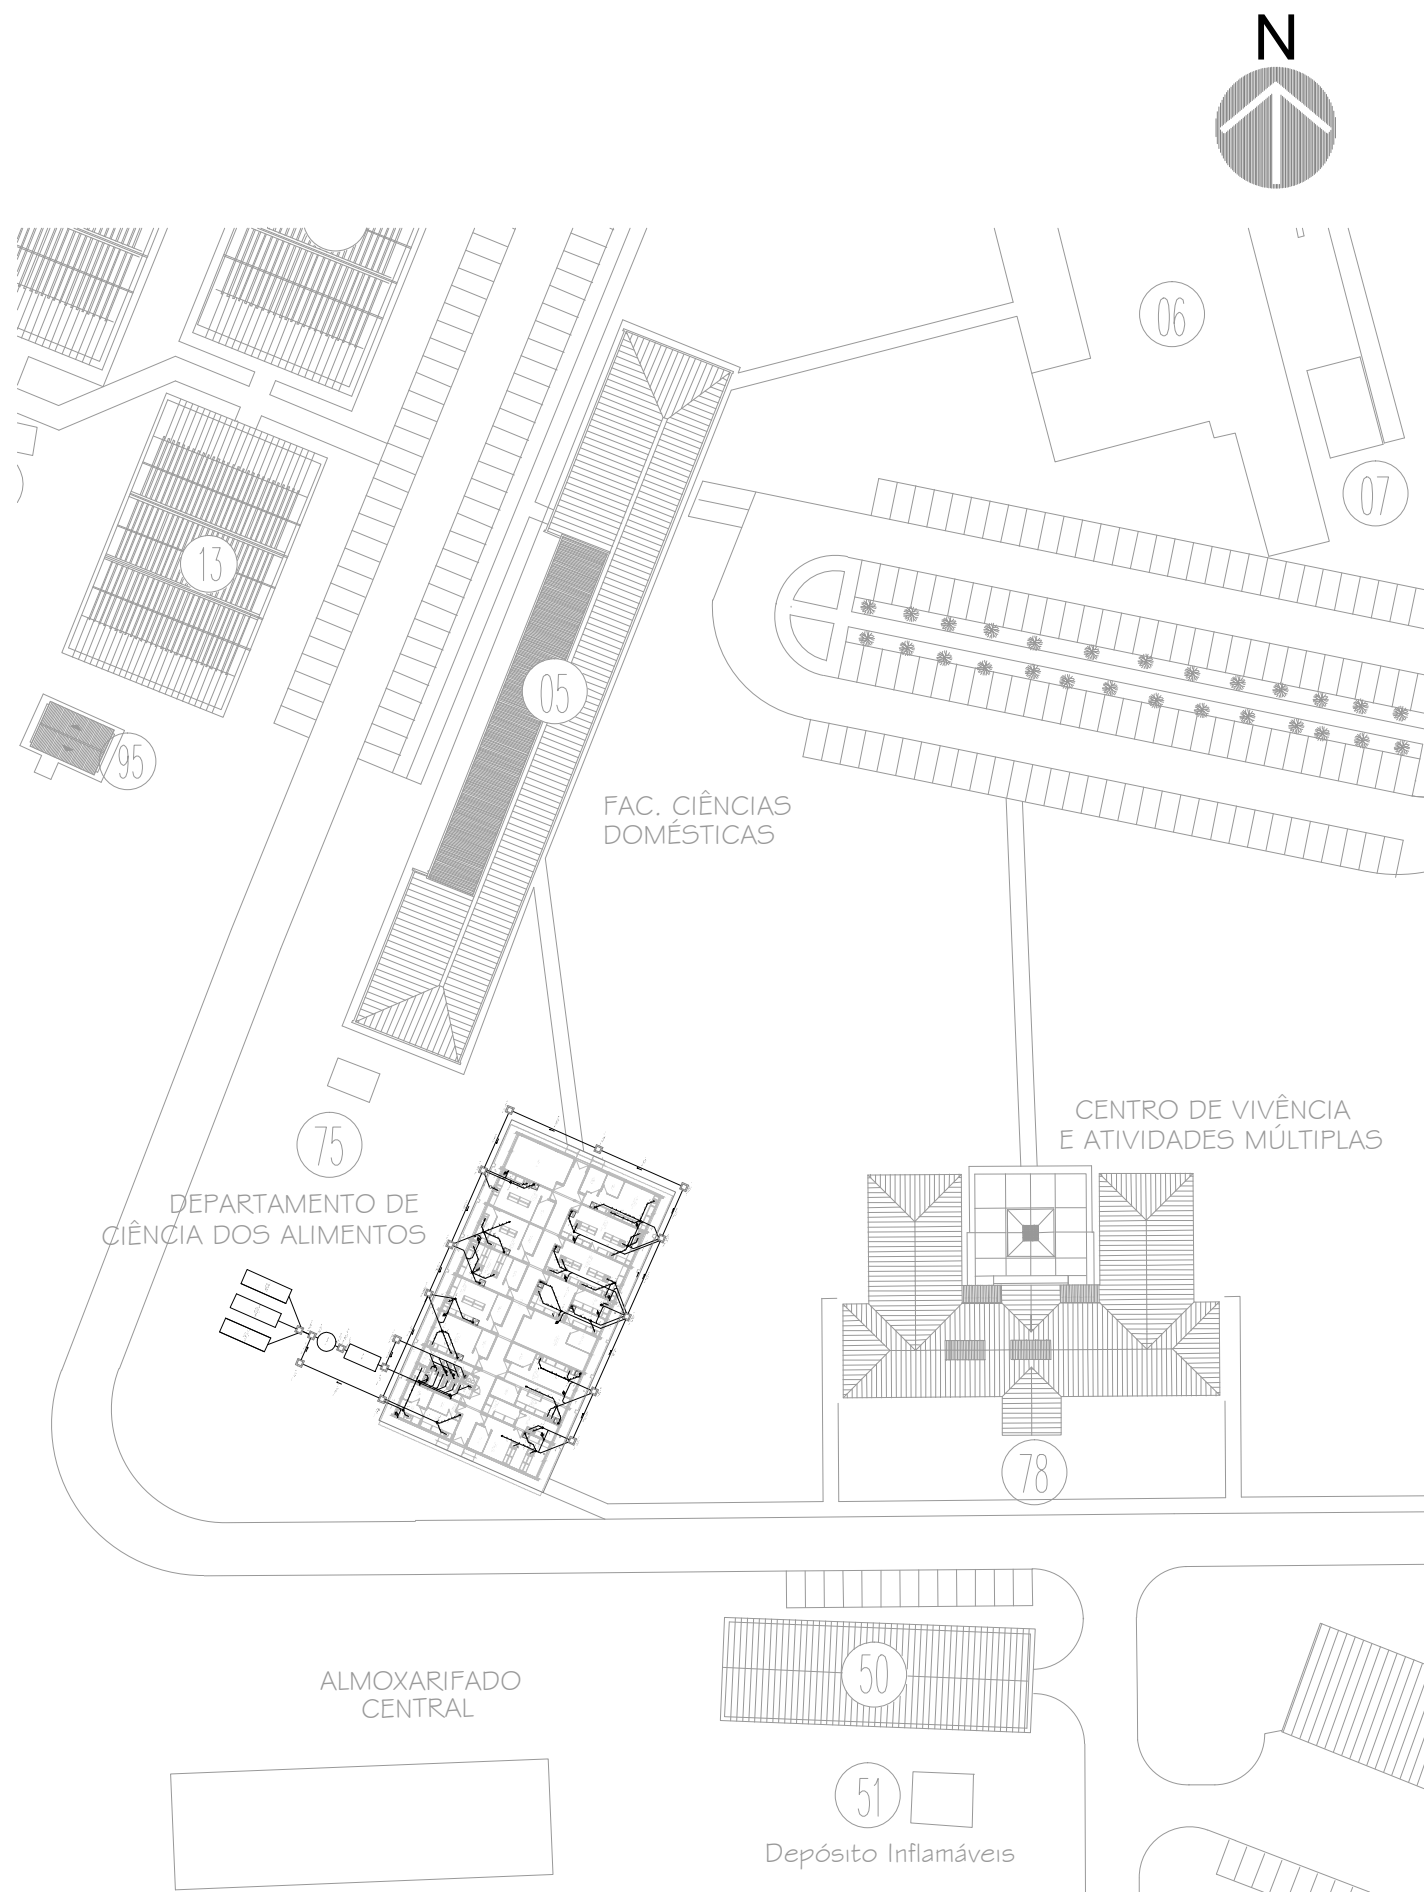 N
06
07
13
05
95
FAC. CIÊNCIAS
DOMÉSTICAS
CENTRO DE VIVÊNCIA
E ATIVIDADES MÚLTIPLAS
75
DEPARTAMENTO DE
CIÊNCIA DOS ALIMENTOS
78
50
ALMOXARIFADO
CENTRAL
51
Depósito Inflamáveis